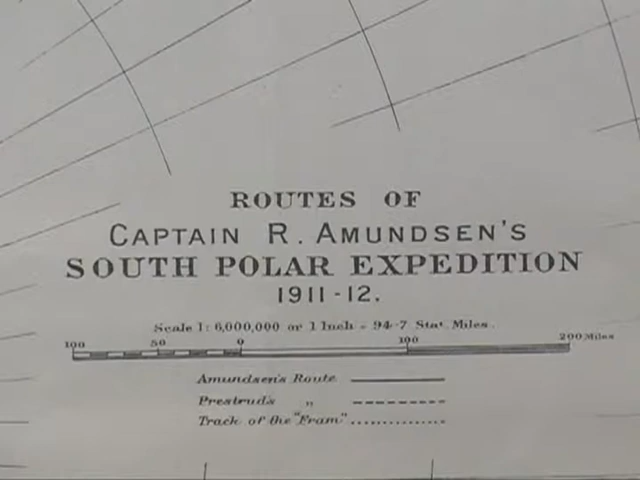 ROUTES OF
CAPTAIN R. AMUNDSEN'S
SOUTH POLAR EXPEDITION
1911-12.
Scale 1: 6,000,000 or 1 Inch = 94·7 Stat. Miles.
100 50 0 100 200 Miles
Amundsen's Route
Prestrud's "
Track of the "Fram"